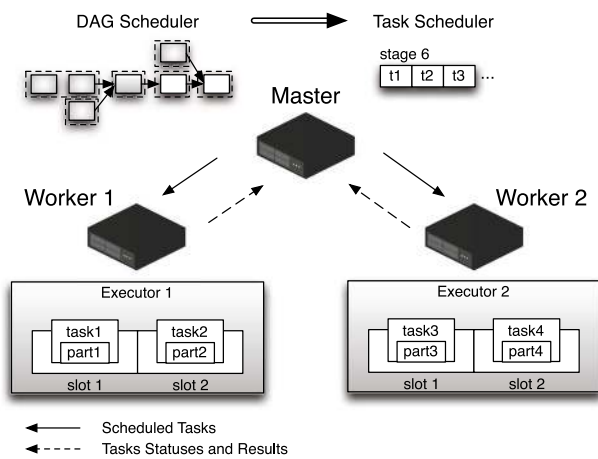 DAG Scheduler
Task Scheduler
stage 6
t1 t2 t3 ...
Master
Worker 1
Worker 2
Executor 1
task1
part1
task2
part2
slot 1
slot 2
Executor 2
task3
part3
task4
part4
slot 1
slot 2
Scheduled Tasks
Tasks Statuses and Results